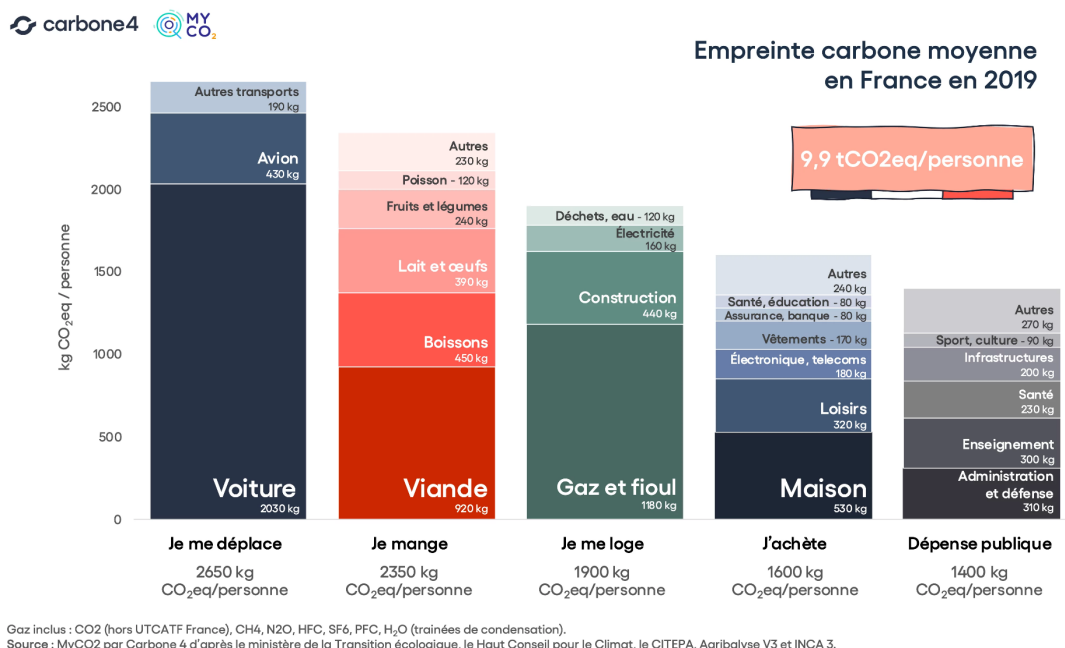 carbone4
MY
CO2
Empreinte carbone moyenne
en France en 2019
9,9 tCO2eq/personne
kg CO₂eq / personne
2500
2000
1500
1000
500
0
Autres transports
190 kg
Avion
430 kg
Voiture
2030 kg
Autres
230 kg
Poisson - 120 kg
Fruits et légumes
240 kg
Lait et œufs
390 kg
Boissons
450 kg
Viande
920 kg
Déchets, eau - 120 kg
Électricité
160 kg
Construction
440 kg
Gaz et fioul
1180 kg
Autres
240 kg
Santé, éducation - 80 kg
Assurance, banque - 80 kg
Vêtements - 170 kg
Électronique, telecoms
180 kg
Loisirs
320 kg
Maison
530 kg
Autres
270 kg
Sport, culture - 90 kg
Infrastructures
200 kg
Santé
230 kg
Enseignement
300 kg
Administration
et défense
310 kg
Je me déplace
2650 kg
CO₂eq/personne
Je mange
2350 kg
CO₂eq/personne
Je me loge
1900 kg
CO₂eq/personne
J'achète
1600 kg
CO₂eq/personne
Dépense publique
1400 kg
CO₂eq/personne
Gaz inclus : CO2 (hors UTCATF France), CH4, N2O, HFC, SF6, PFC, H₂O (trainées de condensation).
Source : MyCO2 par Carbone 4 d'après le ministère de la Transition écologique, le Haut Conseil pour le Climat, le CITEPA, Agribalyse V3 et INCA 3.